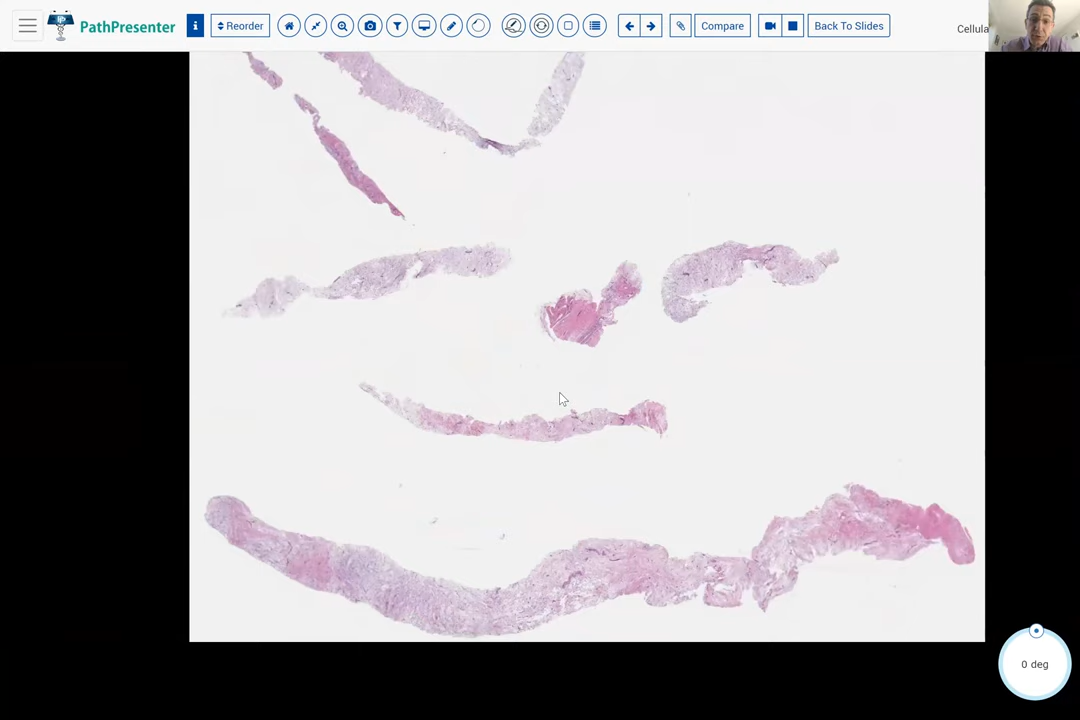 PathPresenter
i
Reorder
Compare
Back To Slides
Cellula
0 deg